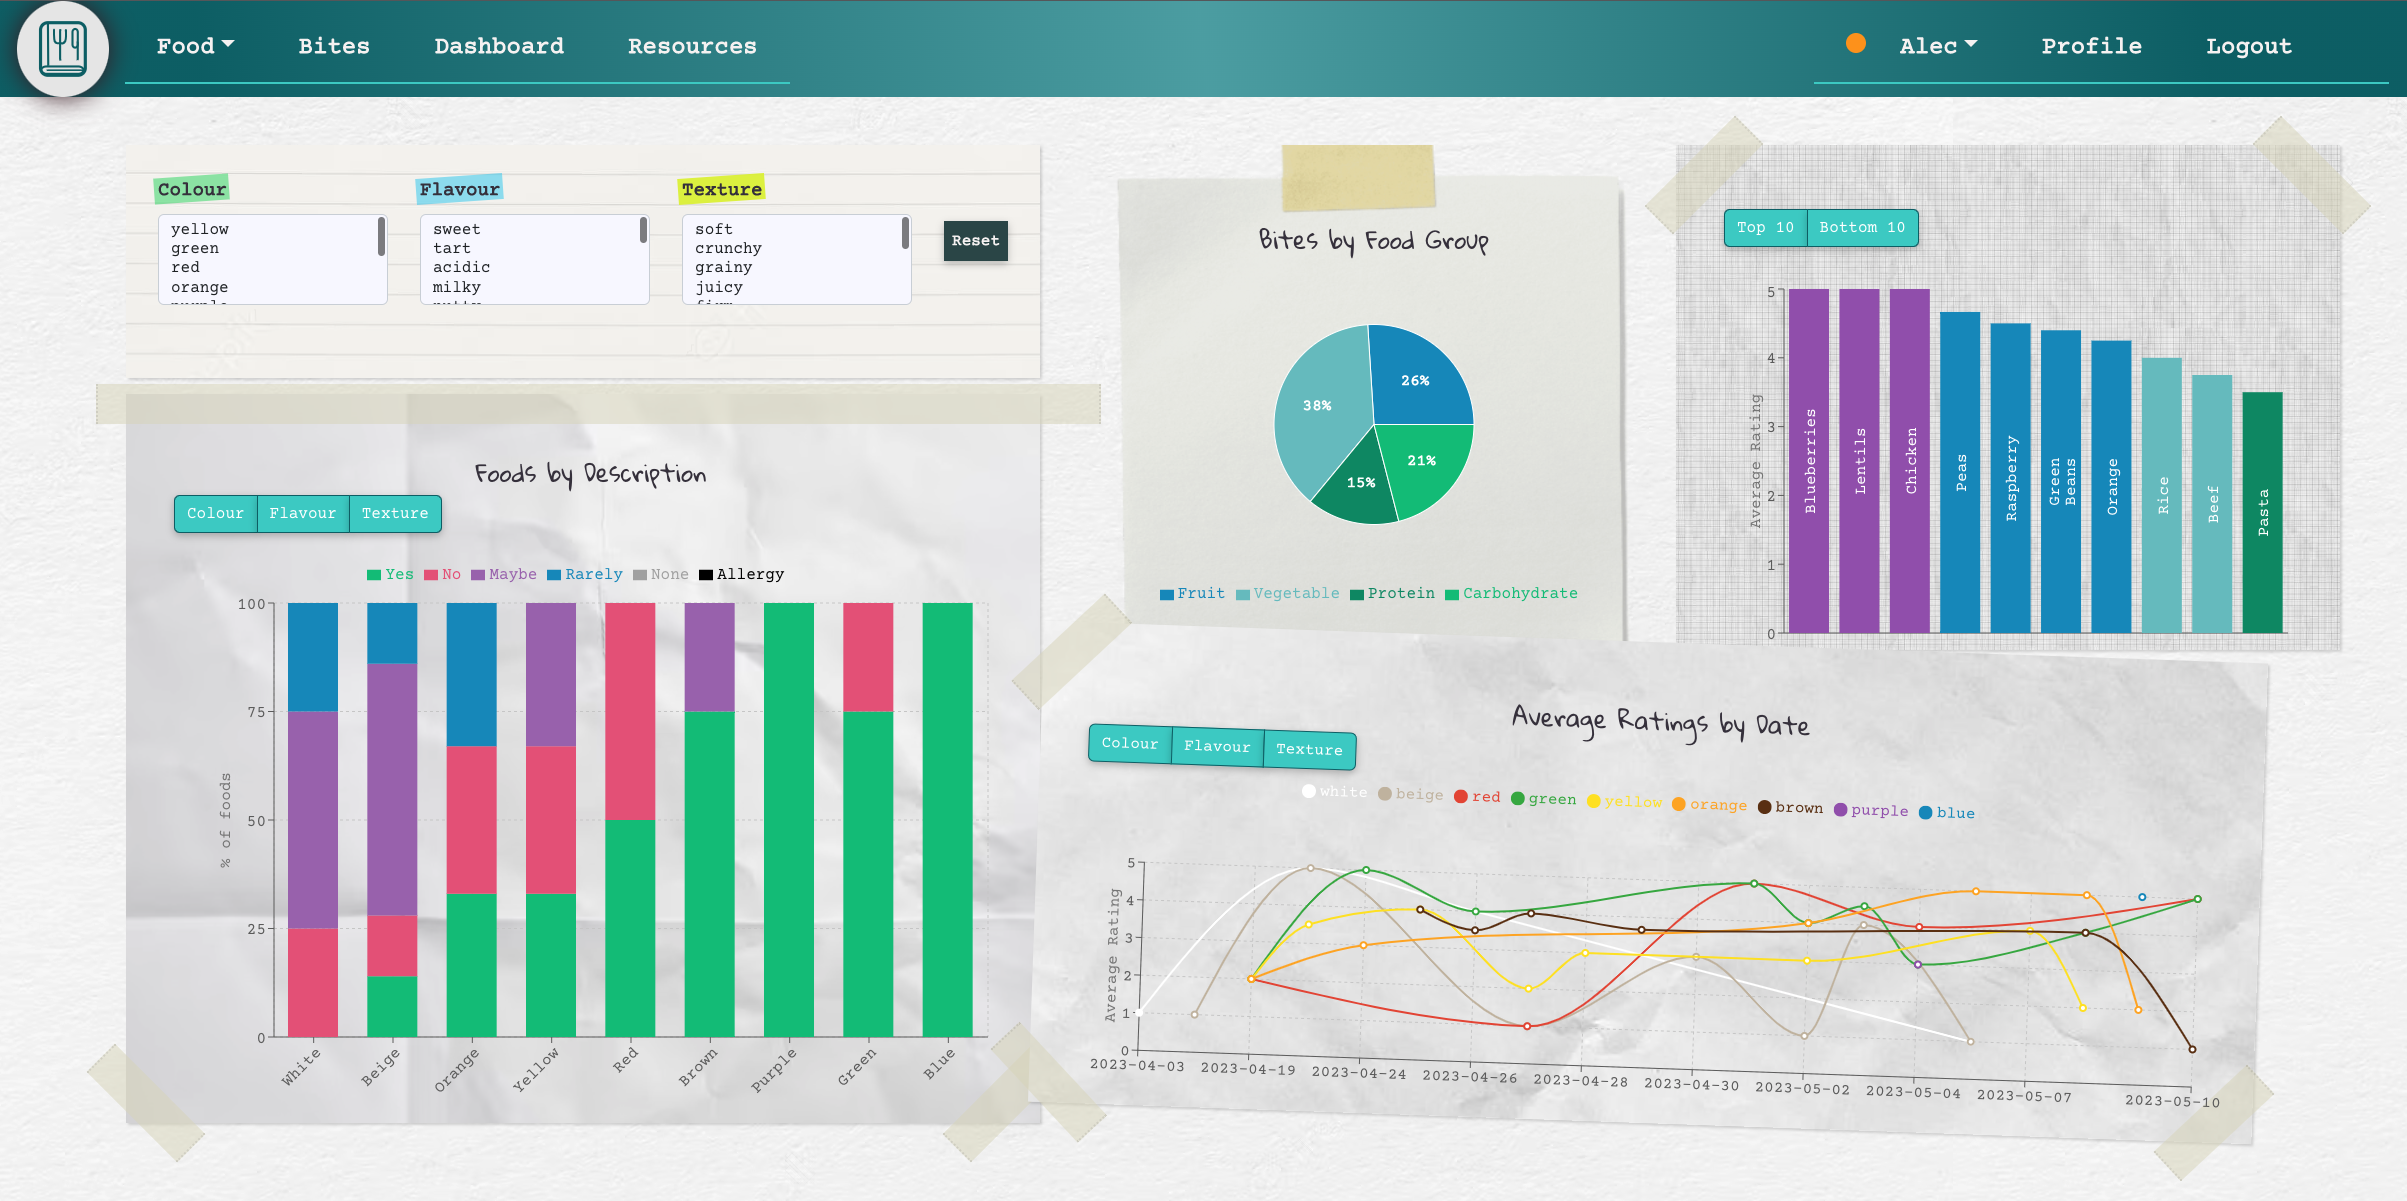 Food Bites Dashboard Resources Alec Profile Logout
Colour Flavour Texture
yellow
green
red
orange
purple
sweet
tart
acidic
milky
nutty
soft
crunchy
grainy
juicy
firm
Reset
Foods by Description
Colour Flavour Texture
Yes No Maybe Rarely None Allergy
100
75
50
25
0
% of foods
White Beige Orange Yellow Red Brown Purple Green Blue
Bites by Food Group
26%
38%
21%
15%
Fruit Vegetable Protein Carbohydrate
Top 10 Bottom 10
5
4
3
2
1
0
Average Rating
Blueberries
Lentils
Chicken
Peas
Raspberry
Green
Beans
Orange
Rice
Beef
Pasta
Average Ratings by Date
Colour Flavour Texture
white beige red green yellow orange brown purple blue
5
4
3
2
1
0
Average Rating
2023-04-03 2023-04-19 2023-04-24 2023-04-26 2023-04-28 2023-04-30 2023-05-02 2023-05-04 2023-05-07 2023-05-10